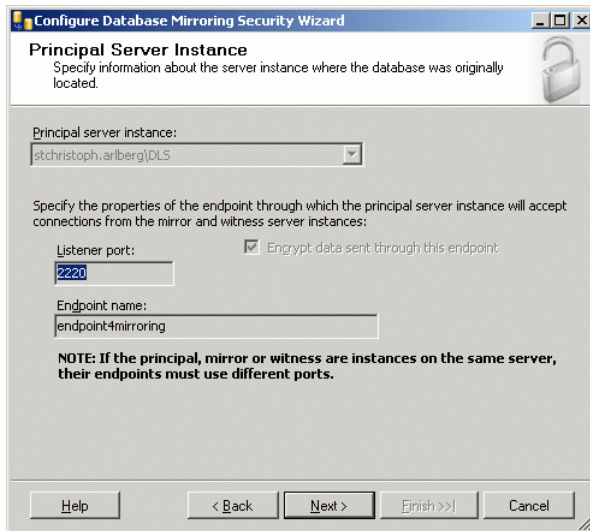 Configure Database Mirroring Security Wizard
Principal Server Instance
Specify information about the server instance where the database was originally
located.
Principal server instance:
stchristoph.arlberg\DLS
Specify the properties of the endpoint through which the principal server instance will accept
connections from the mirror and witness server instances:
Listener port:
Encrypt data sent through this endpoint
2220
Endpoint name:
endpoint4mirroring
NOTE: If the principal, mirror or witness are instances on the same server,
their endpoints must use different ports.
Help < Back Next > Finish >>| Cancel